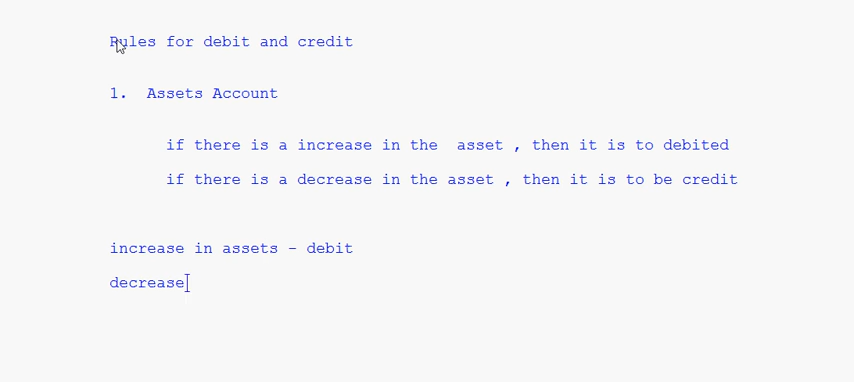 Rules for debit and credit
1. Assets Account
if there is a increase in the asset , then it is to debited
if there is a decrease in the asset , then it is to be credit
increase in assets - debit
decrease